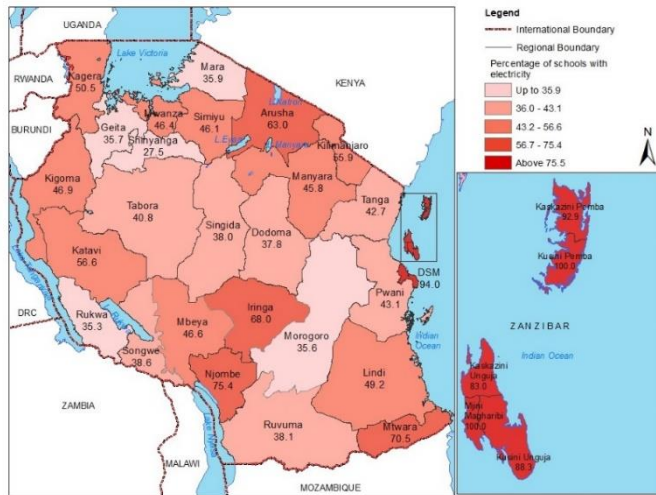 UGANDA
Lake Victoria
RWANDA
Kagera
50.5
Mara
35.9
KENYA
BURUNDI
Mwanza
46.4
Simiyu
46.1
Arusha
63.0
Geita
35.7
Shinyanga
27.5
Kilimanjaro
55.9
Kigoma
46.9
Manyara
45.8
Tabora
40.8
Singida
38.0
Dodoma
37.8
Tanga
42.7
Katavi
56.6
DSM
94.0
Pwani
43.1
DRC
Rukwa
35.3
Mbeya
46.6
Iringa
68.0
Morogoro
35.6
Indian
Ocean
Songwe
38.6
Njombe
75.4
Lindi
49.2
ZAMBIA
Ruvuma
38.1
Mtwara
70.5
MALAWI
MOZAMBIQUE
Legend
International Boundary
Regional Boundary
Percentage of schools with
electricity
Up to 35.9
36.0 - 43.1
43.2 - 56.6
56.7 - 75.4
Above 75.5
N
Kaskazini Pemba
92.9
Kusini Pemba
100.0
ZANZIBAR
Indian Ocean
Kaskazini
Unguja
83.0
Mjini
Magharibi
100.0
Kusini Unguja
88.3